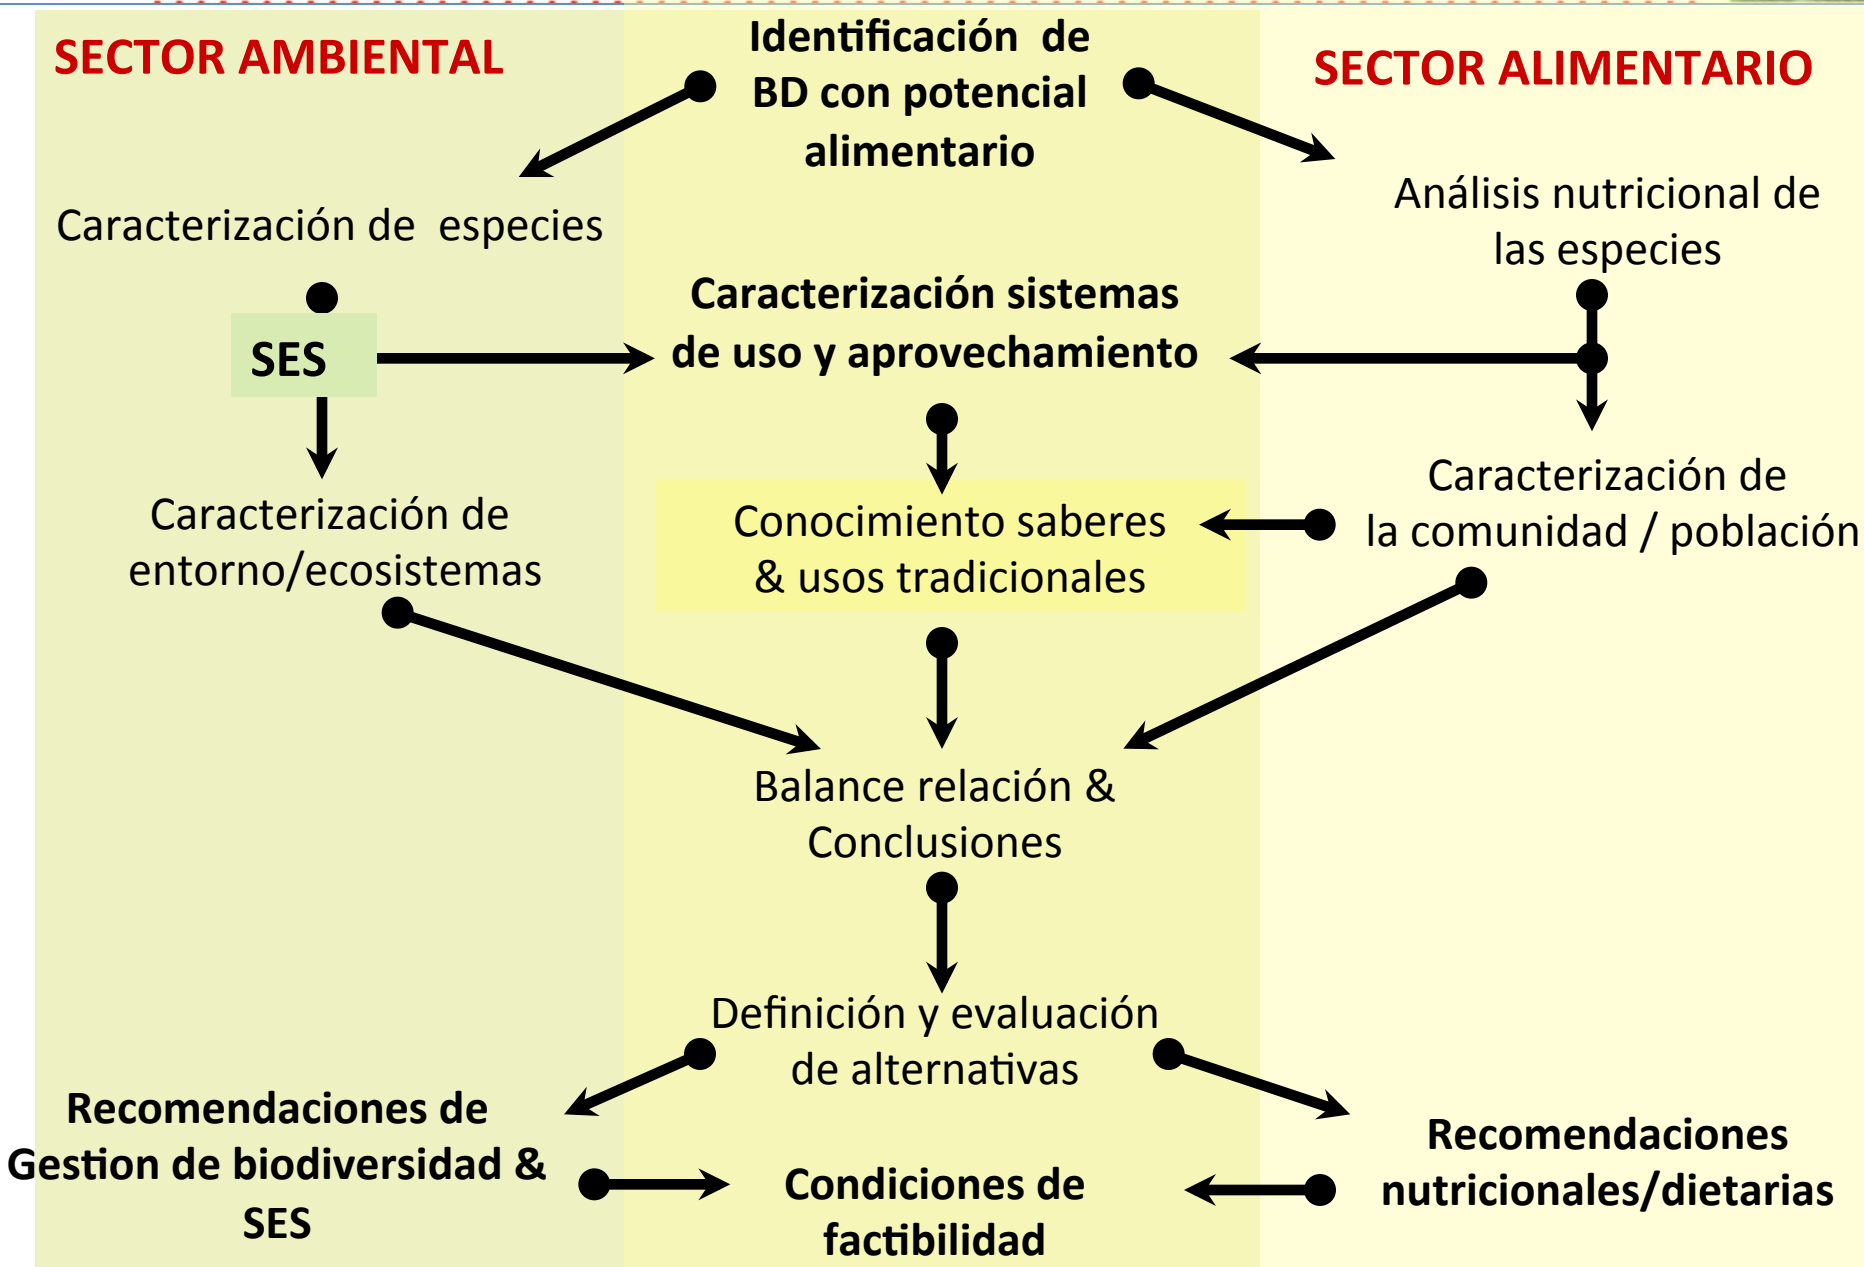 SECTOR AMBIENTAL
Identificación de
BD con potencial
alimentario
SECTOR ALIMENTARIO
Caracterización de especies
Análisis nutricional de
las especies
SES
Caracterización sistemas
de uso y aprovechamiento
Caracterización de
entorno/ecosistemas
Conocimiento saberes
& usos tradicionales
Caracterización de
la comunidad / población
Balance relación &
Conclusiones
Definición y evaluación
de alternativas
Recomendaciones de
Gestion de biodiversidad &
SES
Condiciones de
factibilidad
Recomendaciones
nutricionales/dietarias